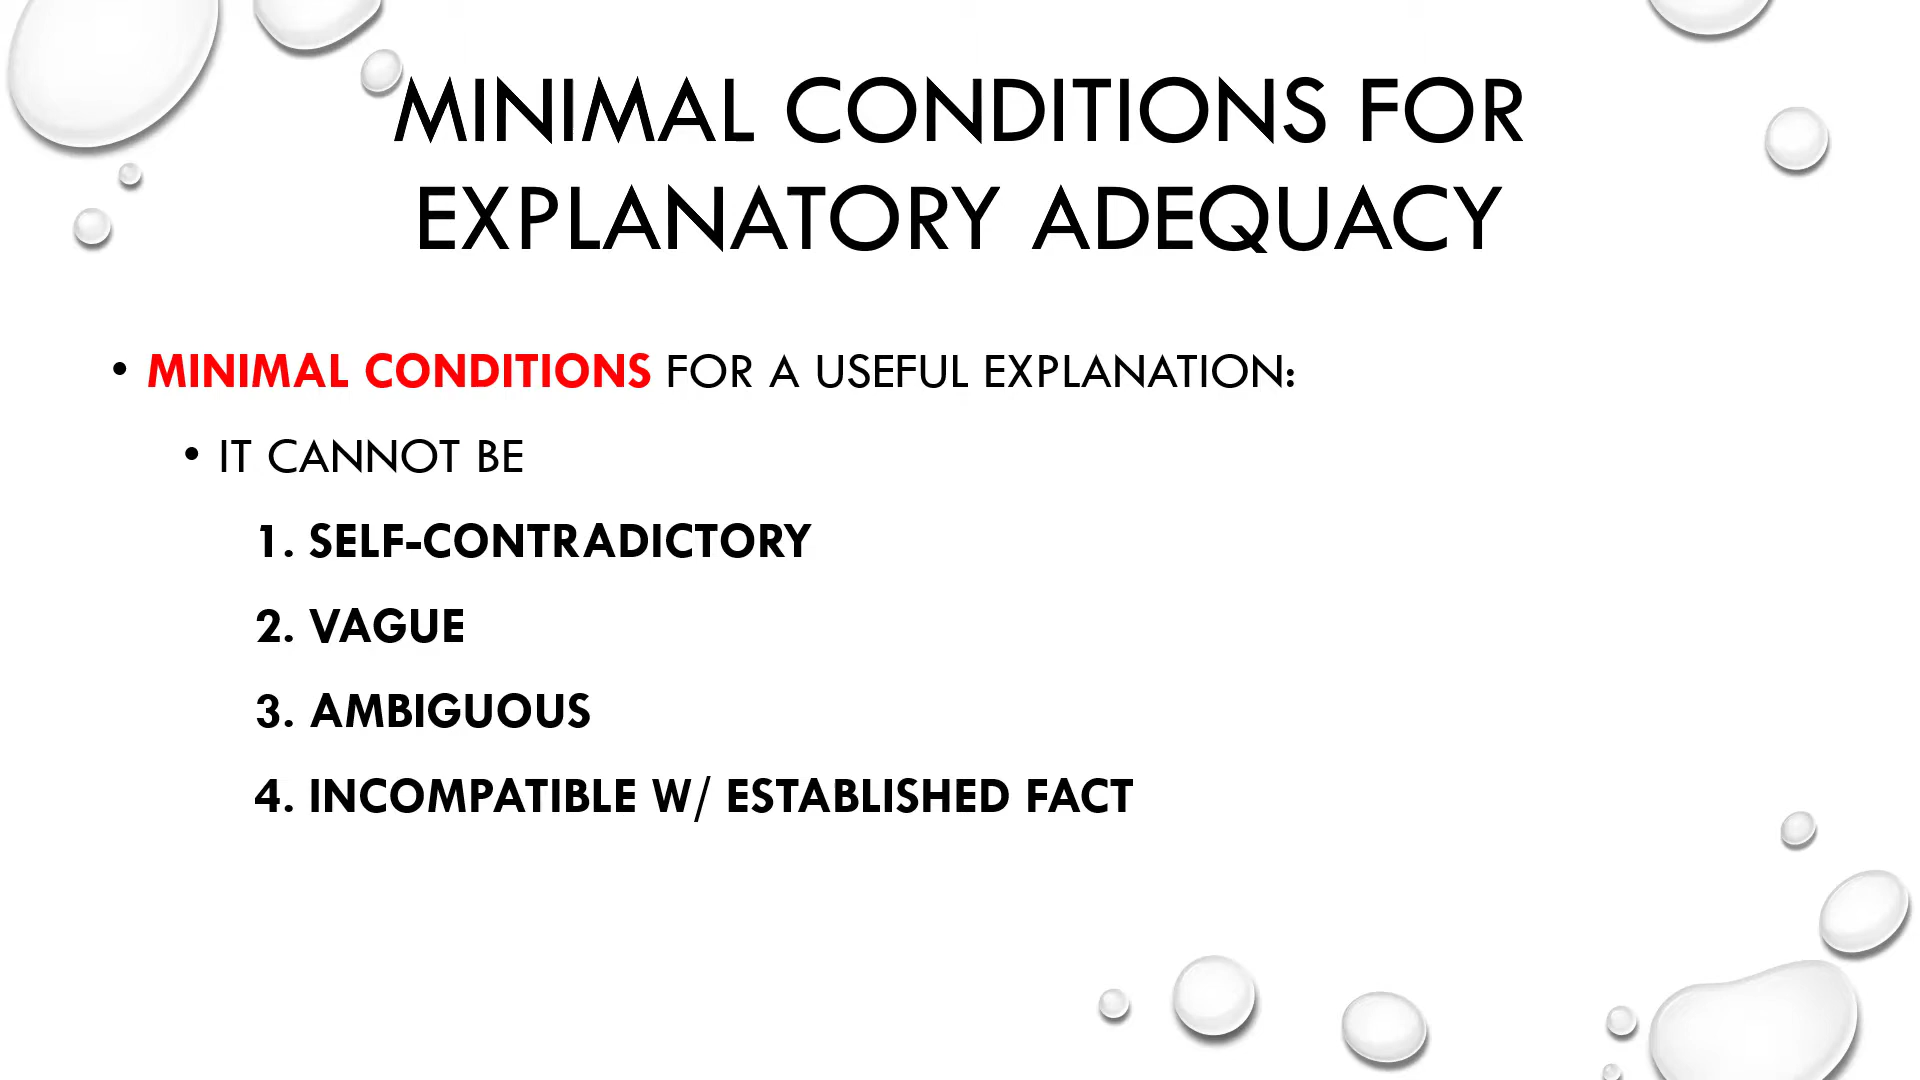 MINIMAL CONDITIONS FOR
EXPLANATORY ADEQUACY
• MINIMAL CONDITIONS FOR A USEFUL EXPLANATION:
• IT CANNOT BE
1. SELF-CONTRADICTORY
2. VAGUE
3. AMBIGUOUS
4. INCOMPATIBLE W/ ESTABLISHED FACT